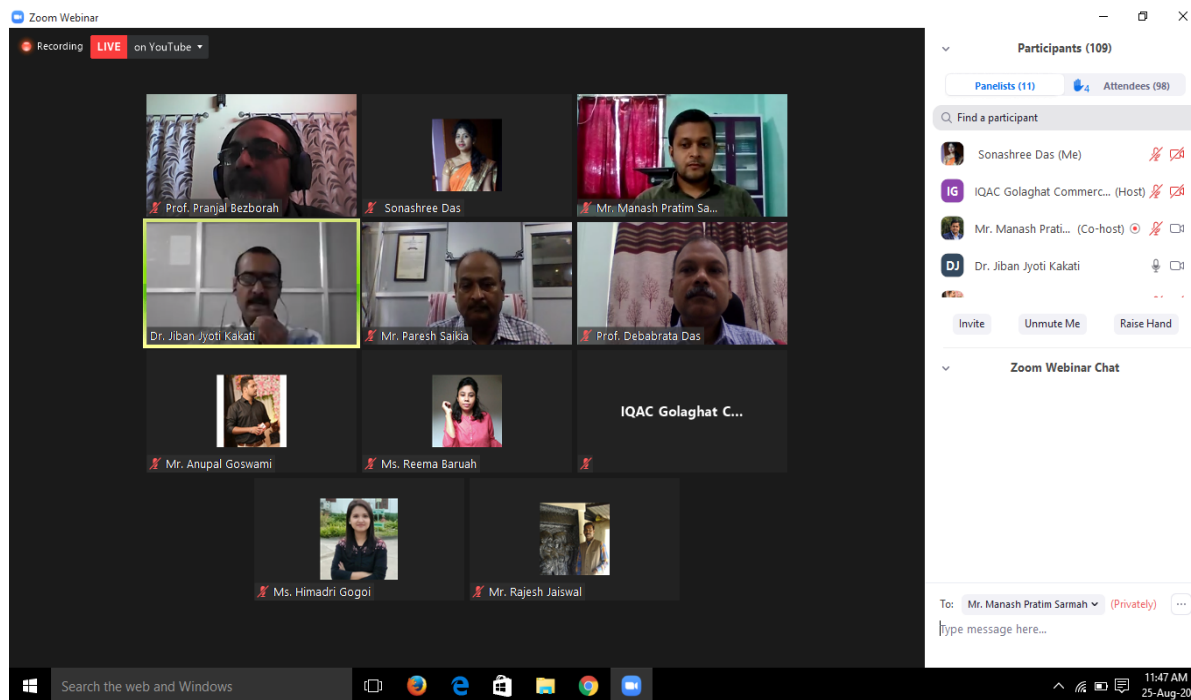 Zoom Webinar
Recording LIVE on YouTube
Prof. Pranjal Bezborah
Sonashree Das
Mr. Manash Pratim Sa...
Dr. Jiban Jyoti Kakati
Mr. Paresh Saikia
Prof. Debabrata Das
Mr. Anupal Goswami
Ms. Reema Baruah
IQAC Golaghat C...
Ms. Himadri Gogoi
Mr. Rajesh Jaiswal
Participants (109)
Panelists (11) 4 Attendees (98)
Find a participant
Sonashree Das (Me)
IG IQAC Golaghat Commerc... (Host)
Mr. Manash Prati... (Co-host)
DJ Dr. Jiban Jyoti Kakati
Invite Unmute Me Raise Hand
Zoom Webinar Chat
To: Mr. Manash Pratim Sarmah (Privately) ...
Type message here...
Search the web and Windows
11:47 AM
25-Aug-20